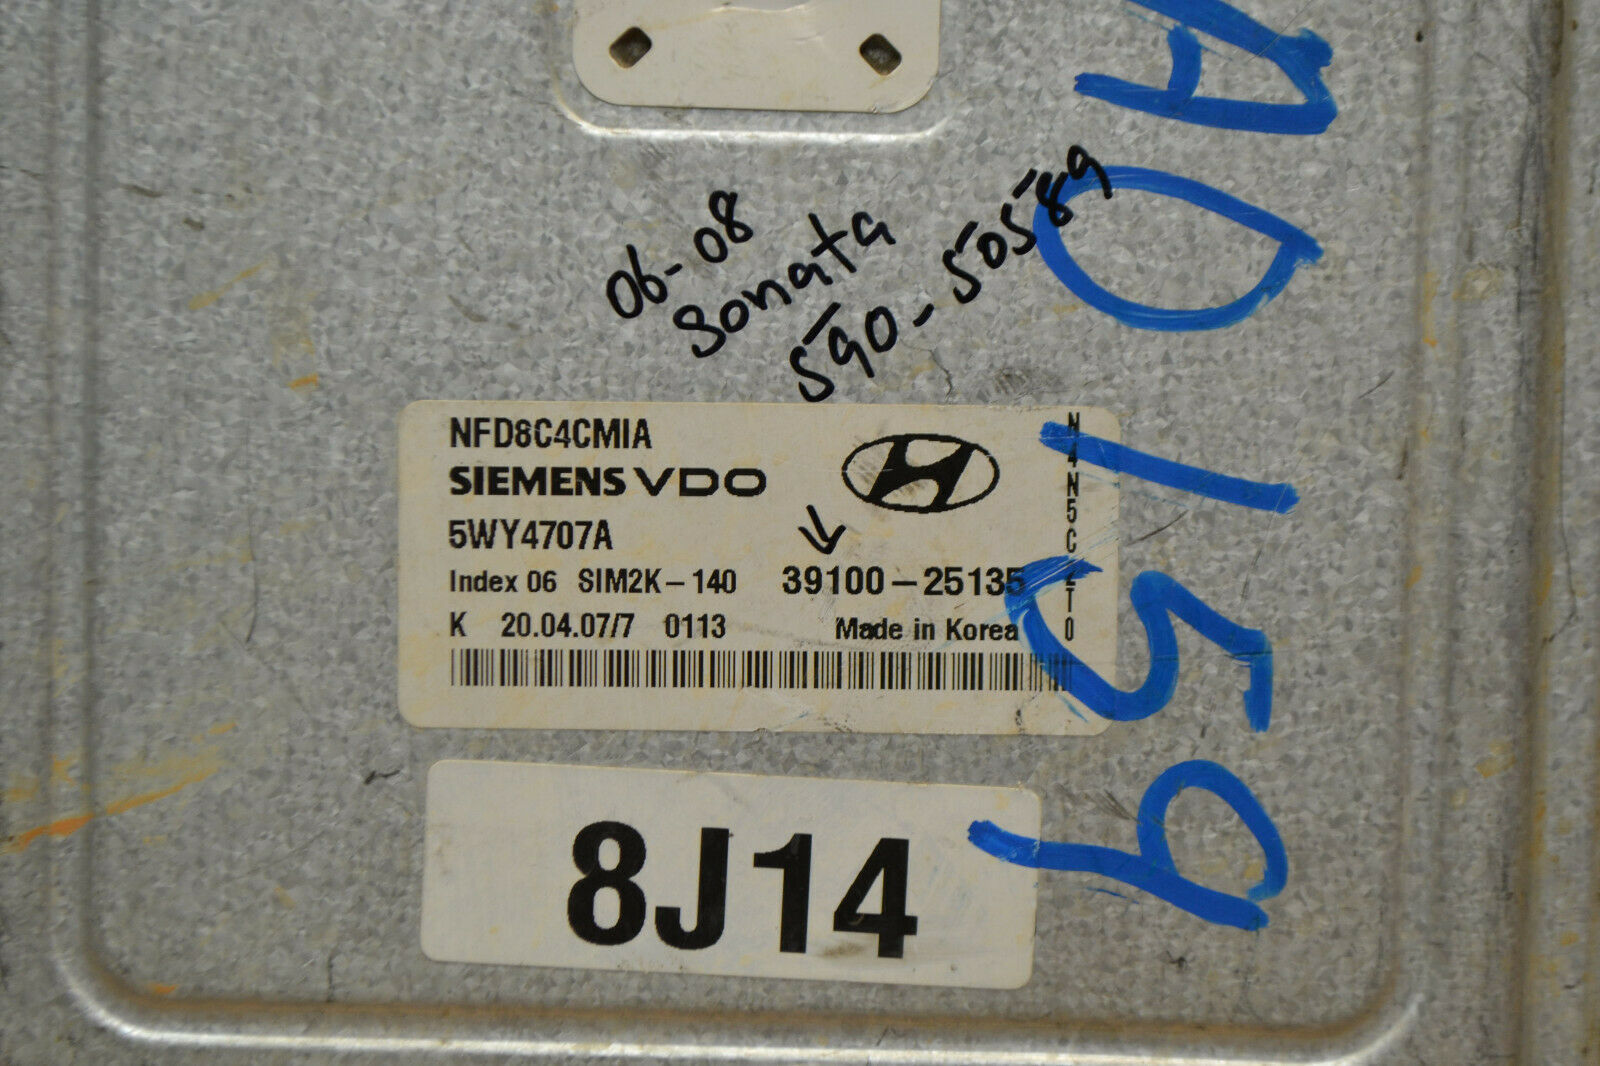 06-08
Sonata
590-50589
NFD8C4CMIA
SIEMENS VDO
5WY4707A
Index 06 SIM2K-140 39100-25135
K 20.04.07/7 0113 Made in Korea
8J14
AD159